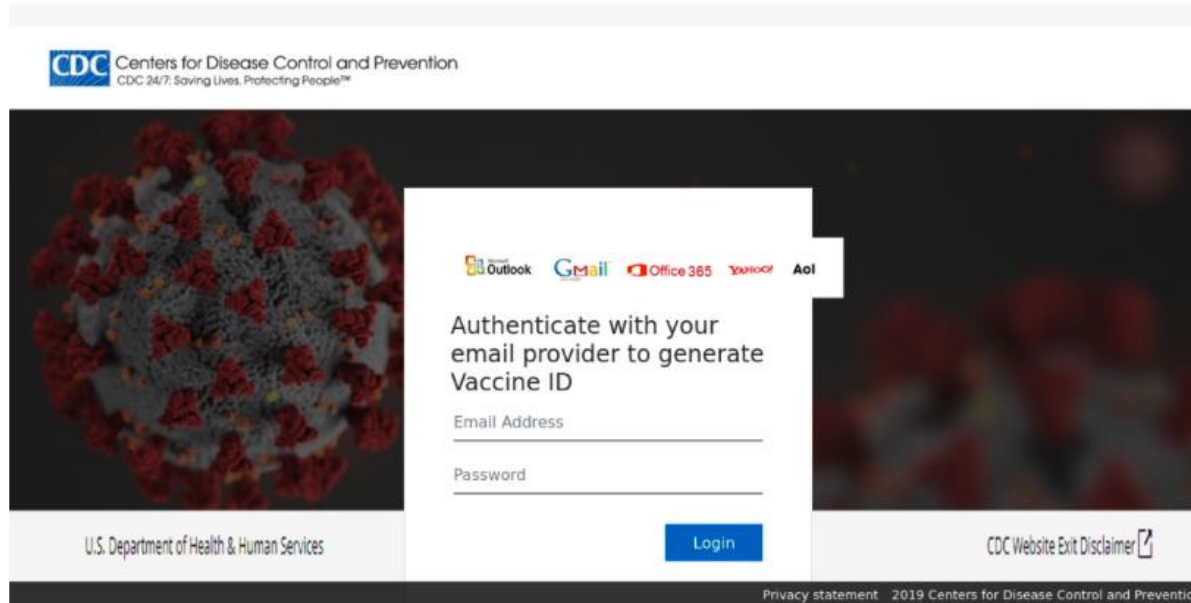 CDC Centers for Disease Control and Prevention
CDC 24/7: Saving Lives, Protecting People™
Microsoft Outlook GMail Office 365 YAHOO! Aol
Authenticate with your
email provider to generate
Vaccine ID
Email Address
Password
Login
U.S. Department of Health & Human Services
CDC Website Exit Disclaimer
Privacy statement 2019 Centers for Disease Control and Preventio